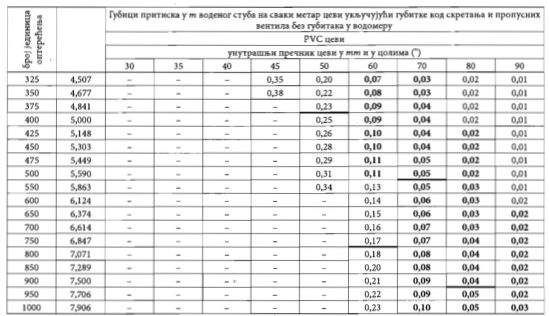 број јединица оптерећења
Губици притиска у m воденог стуба на сваки метар цеви укључујући губитке код скретања и пропусних
вентила без губитака у водомеру
PVC цеви
унутрашњи пречник цеви у mm и у цолима (")
30 35 40 45 50 60 70 80 90
325 4,507 – – – 0,35 0,20 0,07 0,03 0,02 0,01
350 4,677 – – – 0,38 0,22 0,08 0,03 0,02 0,01
375 4,841 – – – – 0,23 0,09 0,04 0,02 0,01
400 5,000 – – – – 0,25 0,09 0,04 0,02 0,01
425 5,148 – – – – 0,26 0,10 0,04 0,02 0,01
450 5,303 – – – – 0,28 0,10 0,04 0,02 0,01
475 5,449 – – – – 0,29 0,11 0,05 0,02 0,01
500 5,590 – – – – 0,31 0,11 0,05 0,02 0,01
550 5,863 – – – – 0,34 0,13 0,05 0,03 0,01
600 6,124 – – – – – 0,14 0,06 0,03 0,01
650 6,374 – – – – – 0,15 0,06 0,03 0,02
700 6,614 – – – – – 0,16 0,07 0,03 0,02
750 6,847 – – – – – 0,17 0,07 0,04 0,02
800 7,071 – – – – – 0,18 0,08 0,04 0,02
850 7,289 – – – – – 0,20 0,08 0,04 0,02
900 7,500 – – – – – 0,21 0,09 0,04 0,02
950 7,706 – – – – – 0,22 0,09 0,05 0,02
1000 7,906 – – – – – 0,23 0,10 0,05 0,03